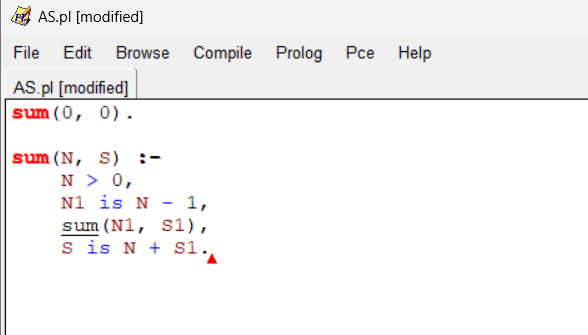 AS.pl [modified]
File Edit Browse Compile Prolog Pce Help
AS.pl [modified]
sum(0, 0).
sum(N, S) :-
    N > 0,
    N1 is N - 1,
    sum(N1, S1),
    S is N + S1.